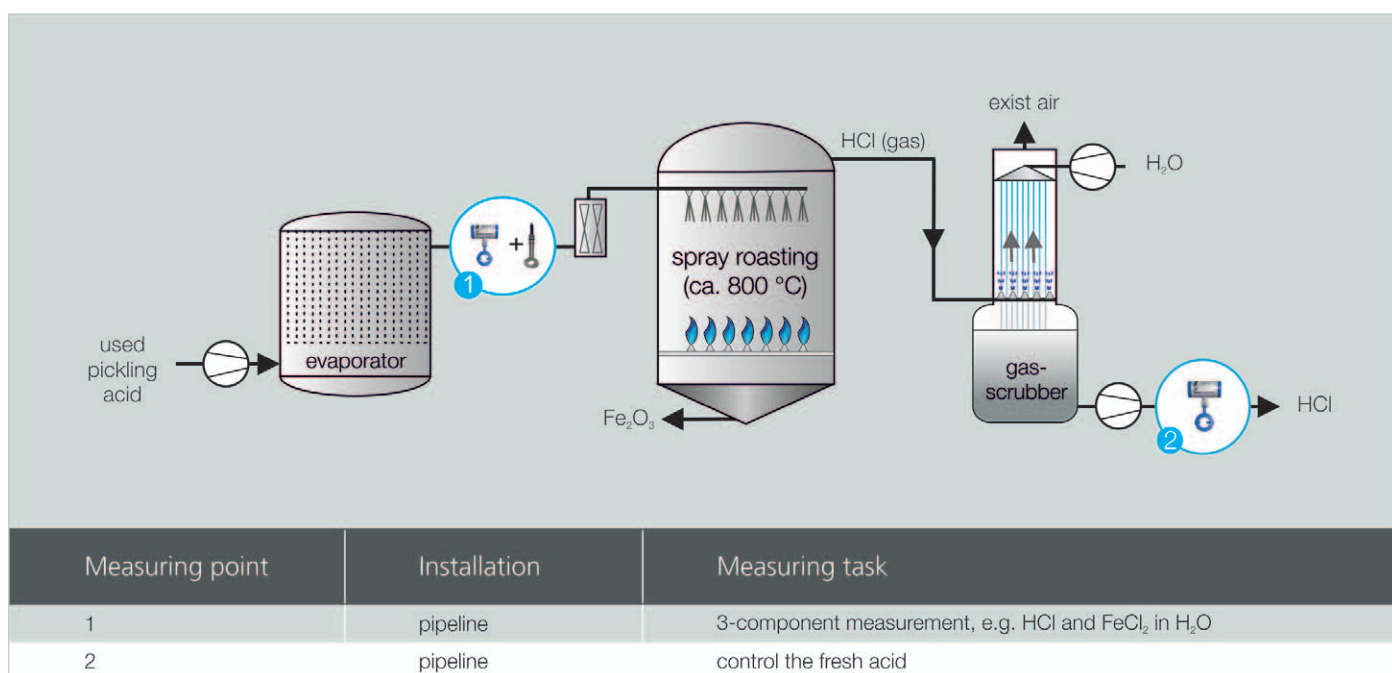 exist air
HCl (gas)
H₂O
1
+
spray roasting
(ca. 800 °C)
used
pickling
acid
evaporator
gas-
scrubber
Fe₂O₃
HCl
2
Measuring point Installation Measuring task
1 pipeline 3-component measurement, e.g. HCl and FeCl₂ in H₂O
2 pipeline control the fresh acid